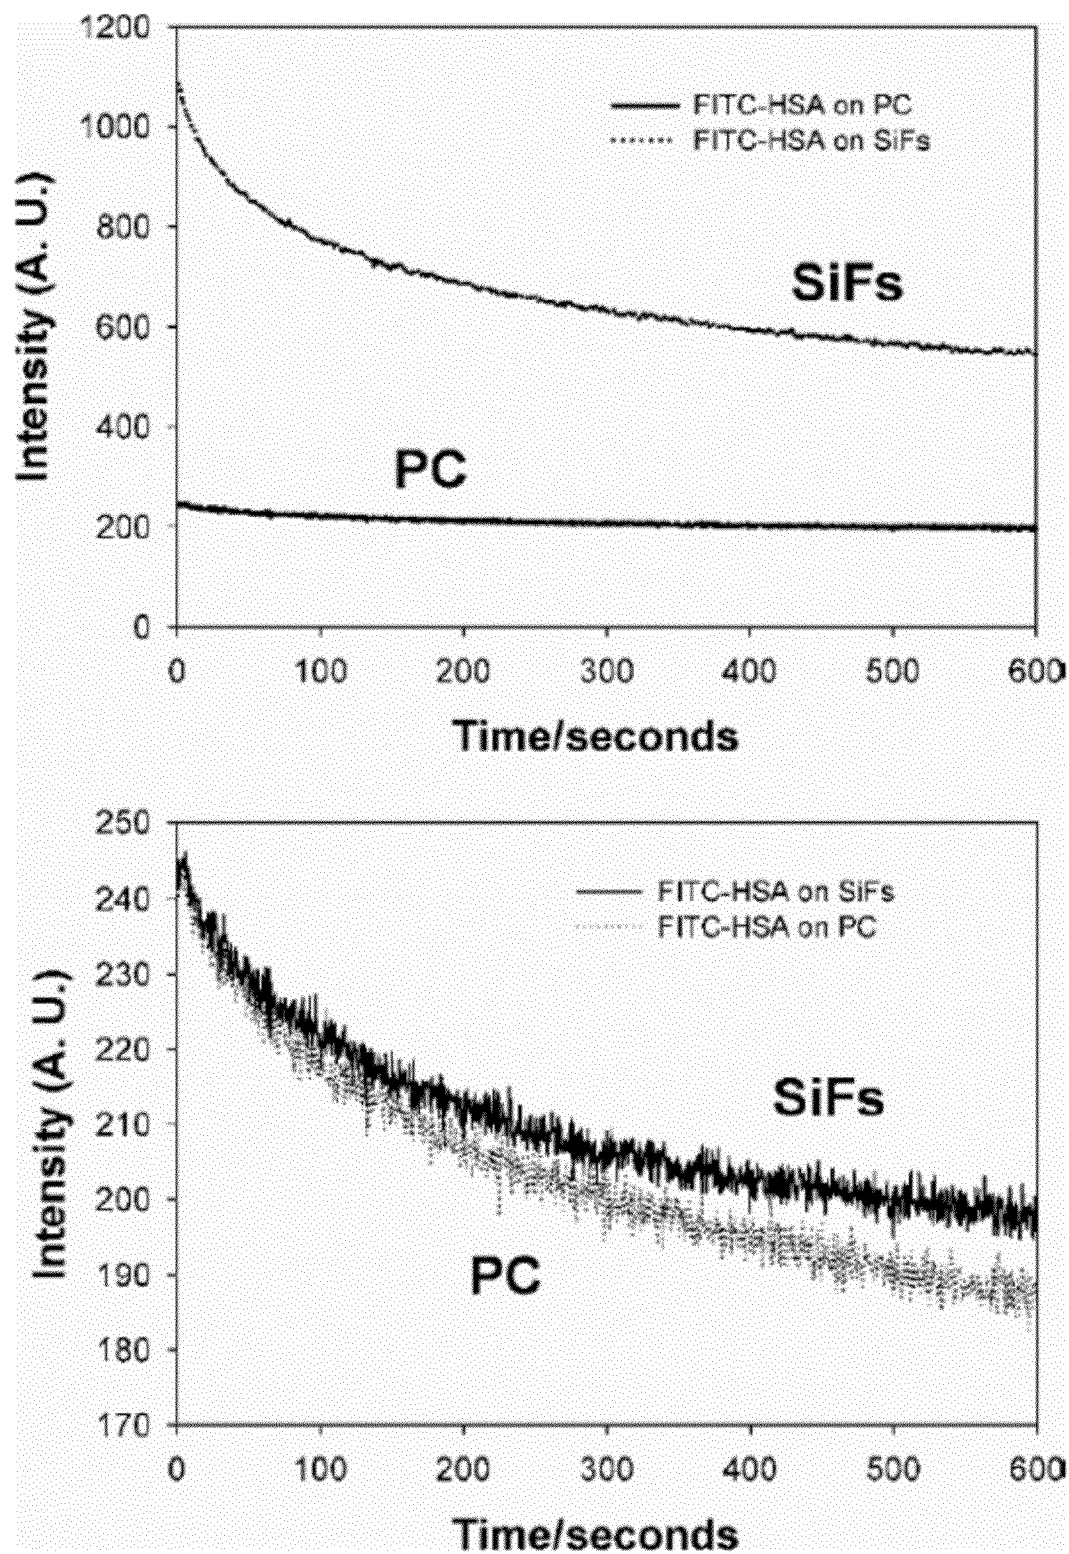 1200
1000
800
600
400
200
0
Intensity (A. U.)
FITC-HSA on PC
FITC-HSA on SiFs
SiFs
PC
0 100 200 300 400 500 600
Time/seconds
250
240
230
220
210
200
190
180
170
Intensity (A. U.)
FITC-HSA on SiFs
FITC-HSA on PC
SiFs
PC
0 100 200 300 400 500 600
Time/seconds